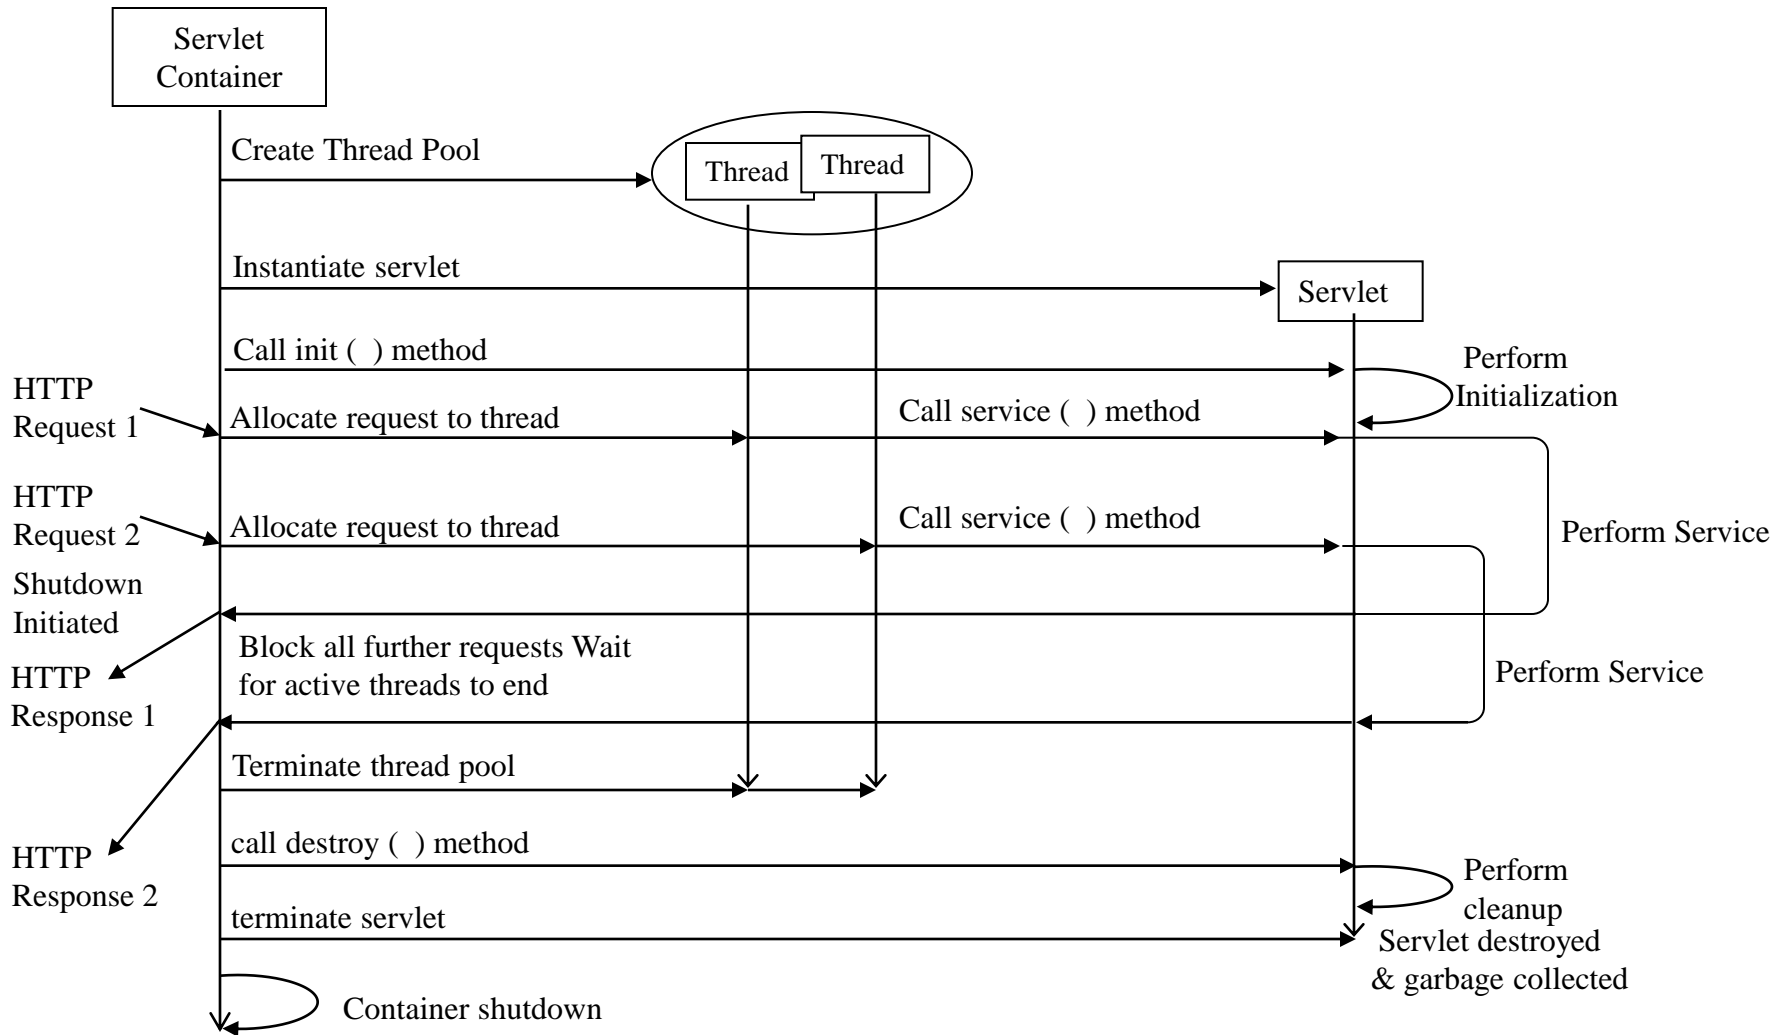 Servlet
Container
Create Thread Pool
Thread
Thread
Instantiate servlet
Servlet
Call init ( ) method
Perform
Initialization
HTTP
Request 1
Allocate request to thread
Call service ( ) method
HTTP
Request 2
Allocate request to thread
Call service ( ) method
Perform Service
Shutdown
Initiated
Block all further requests Wait
for active threads to end
Perform Service
HTTP
Response 1
Terminate thread pool
call destroy ( ) method
HTTP
Response 2
Perform
cleanup
terminate servlet
Servlet destroyed
& garbage collected
Container shutdown